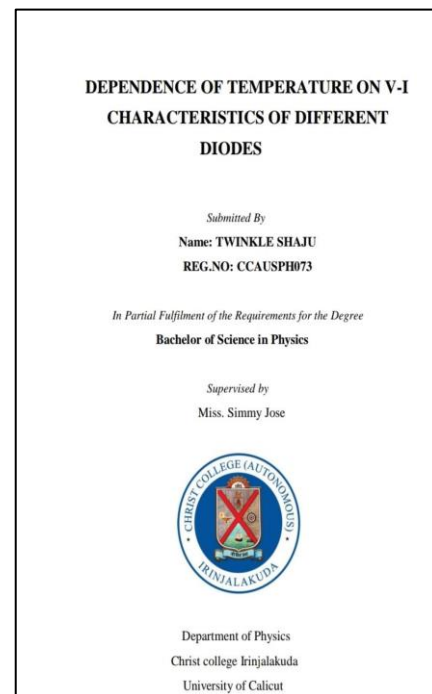 DEPENDENCE OF TEMPERATURE ON V-I
CHARACTERISTICS OF DIFFERENT
DIODES
Submitted By
Name: TWINKLE SHAJU
REG.NO: CCAUSPH073
In Partial Fulfilment of the Requirements for the Degree
Bachelor of Science in Physics
Supervised by
Miss. Simmy Jose
CHRIST COLLEGE (AUTONOMOUS)
IRINJALAKUDA
Department of Physics
Christ college Irinjalakuda
University of Calicut